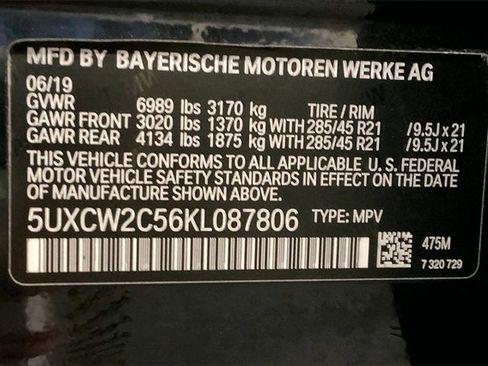 MFD BY BAYERISCHE MOTOREN WERKE AG
06/19
GVWR 6989 lbs 3170 kg TIRE / RIM
GAWR FRONT 3020 lbs 1370 kg WITH 285/45 R21 /9.5J x 21
GAWR REAR 4134 lbs 1875 kg WITH 285/45 R21 /9.5J x 21
THIS VEHICLE CONFORMS TO ALL APPLICABLE U.S. FEDERAL
MOTOR VEHICLE SAFETY STANDARDS IN EFFECT ON THE DATE
OF MANUFACTURE SHOWN ABOVE.
5UXCW2C56KL087806 TYPE: MPV
475M
7 320 729